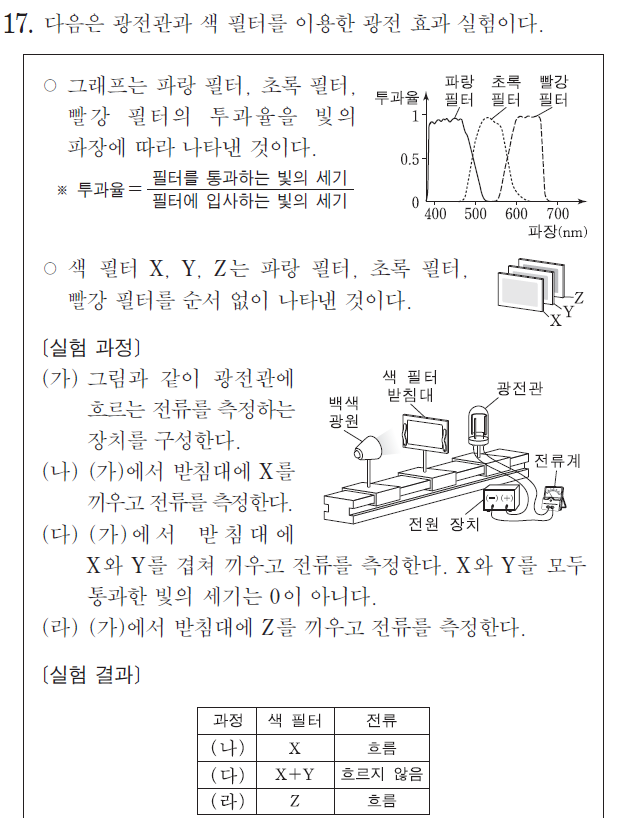 17. 다음은 광전관과 색 필터를 이용한 광전 효과 실험이다.
○ 그래프는 파랑 필터, 초록 필터,
빨강 필터의 투과율을 빛의
파장에 따라 나타낸 것이다.
※ 투과율 = 필터를 통과하는 빛의 세기
필터에 입사하는 빛의 세기
투과율
파랑 필터
초록 필터
빨강 필터
1
0.5
0
400 500 600 700
파장(nm)
○ 색 필터 X, Y, Z는 파랑 필터, 초록 필터,
빨강 필터를 순서 없이 나타낸 것이다.
Z
Y
X
〔실험 과정〕
(가) 그림과 같이 광전관에
흐르는 전류를 측정하는
장치를 구성한다.
(나) (가)에서 받침대에 X를
끼우고 전류를 측정한다.
(다) (가)에서 받침대에
X와 Y를 겹쳐 끼우고 전류를 측정한다. X와 Y를 모두
통과한 빛의 세기는 0이 아니다.
(라) (가)에서 받침대에 Z를 끼우고 전류를 측정한다.
색 필터
받침대
광전관
백색
광원
전류계
(-) (+)
전원 장치
〔실험 결과〕
과정 색 필터 전류
(나) X 흐름
(다) X+Y 흐르지 않음
(라) Z 흐름